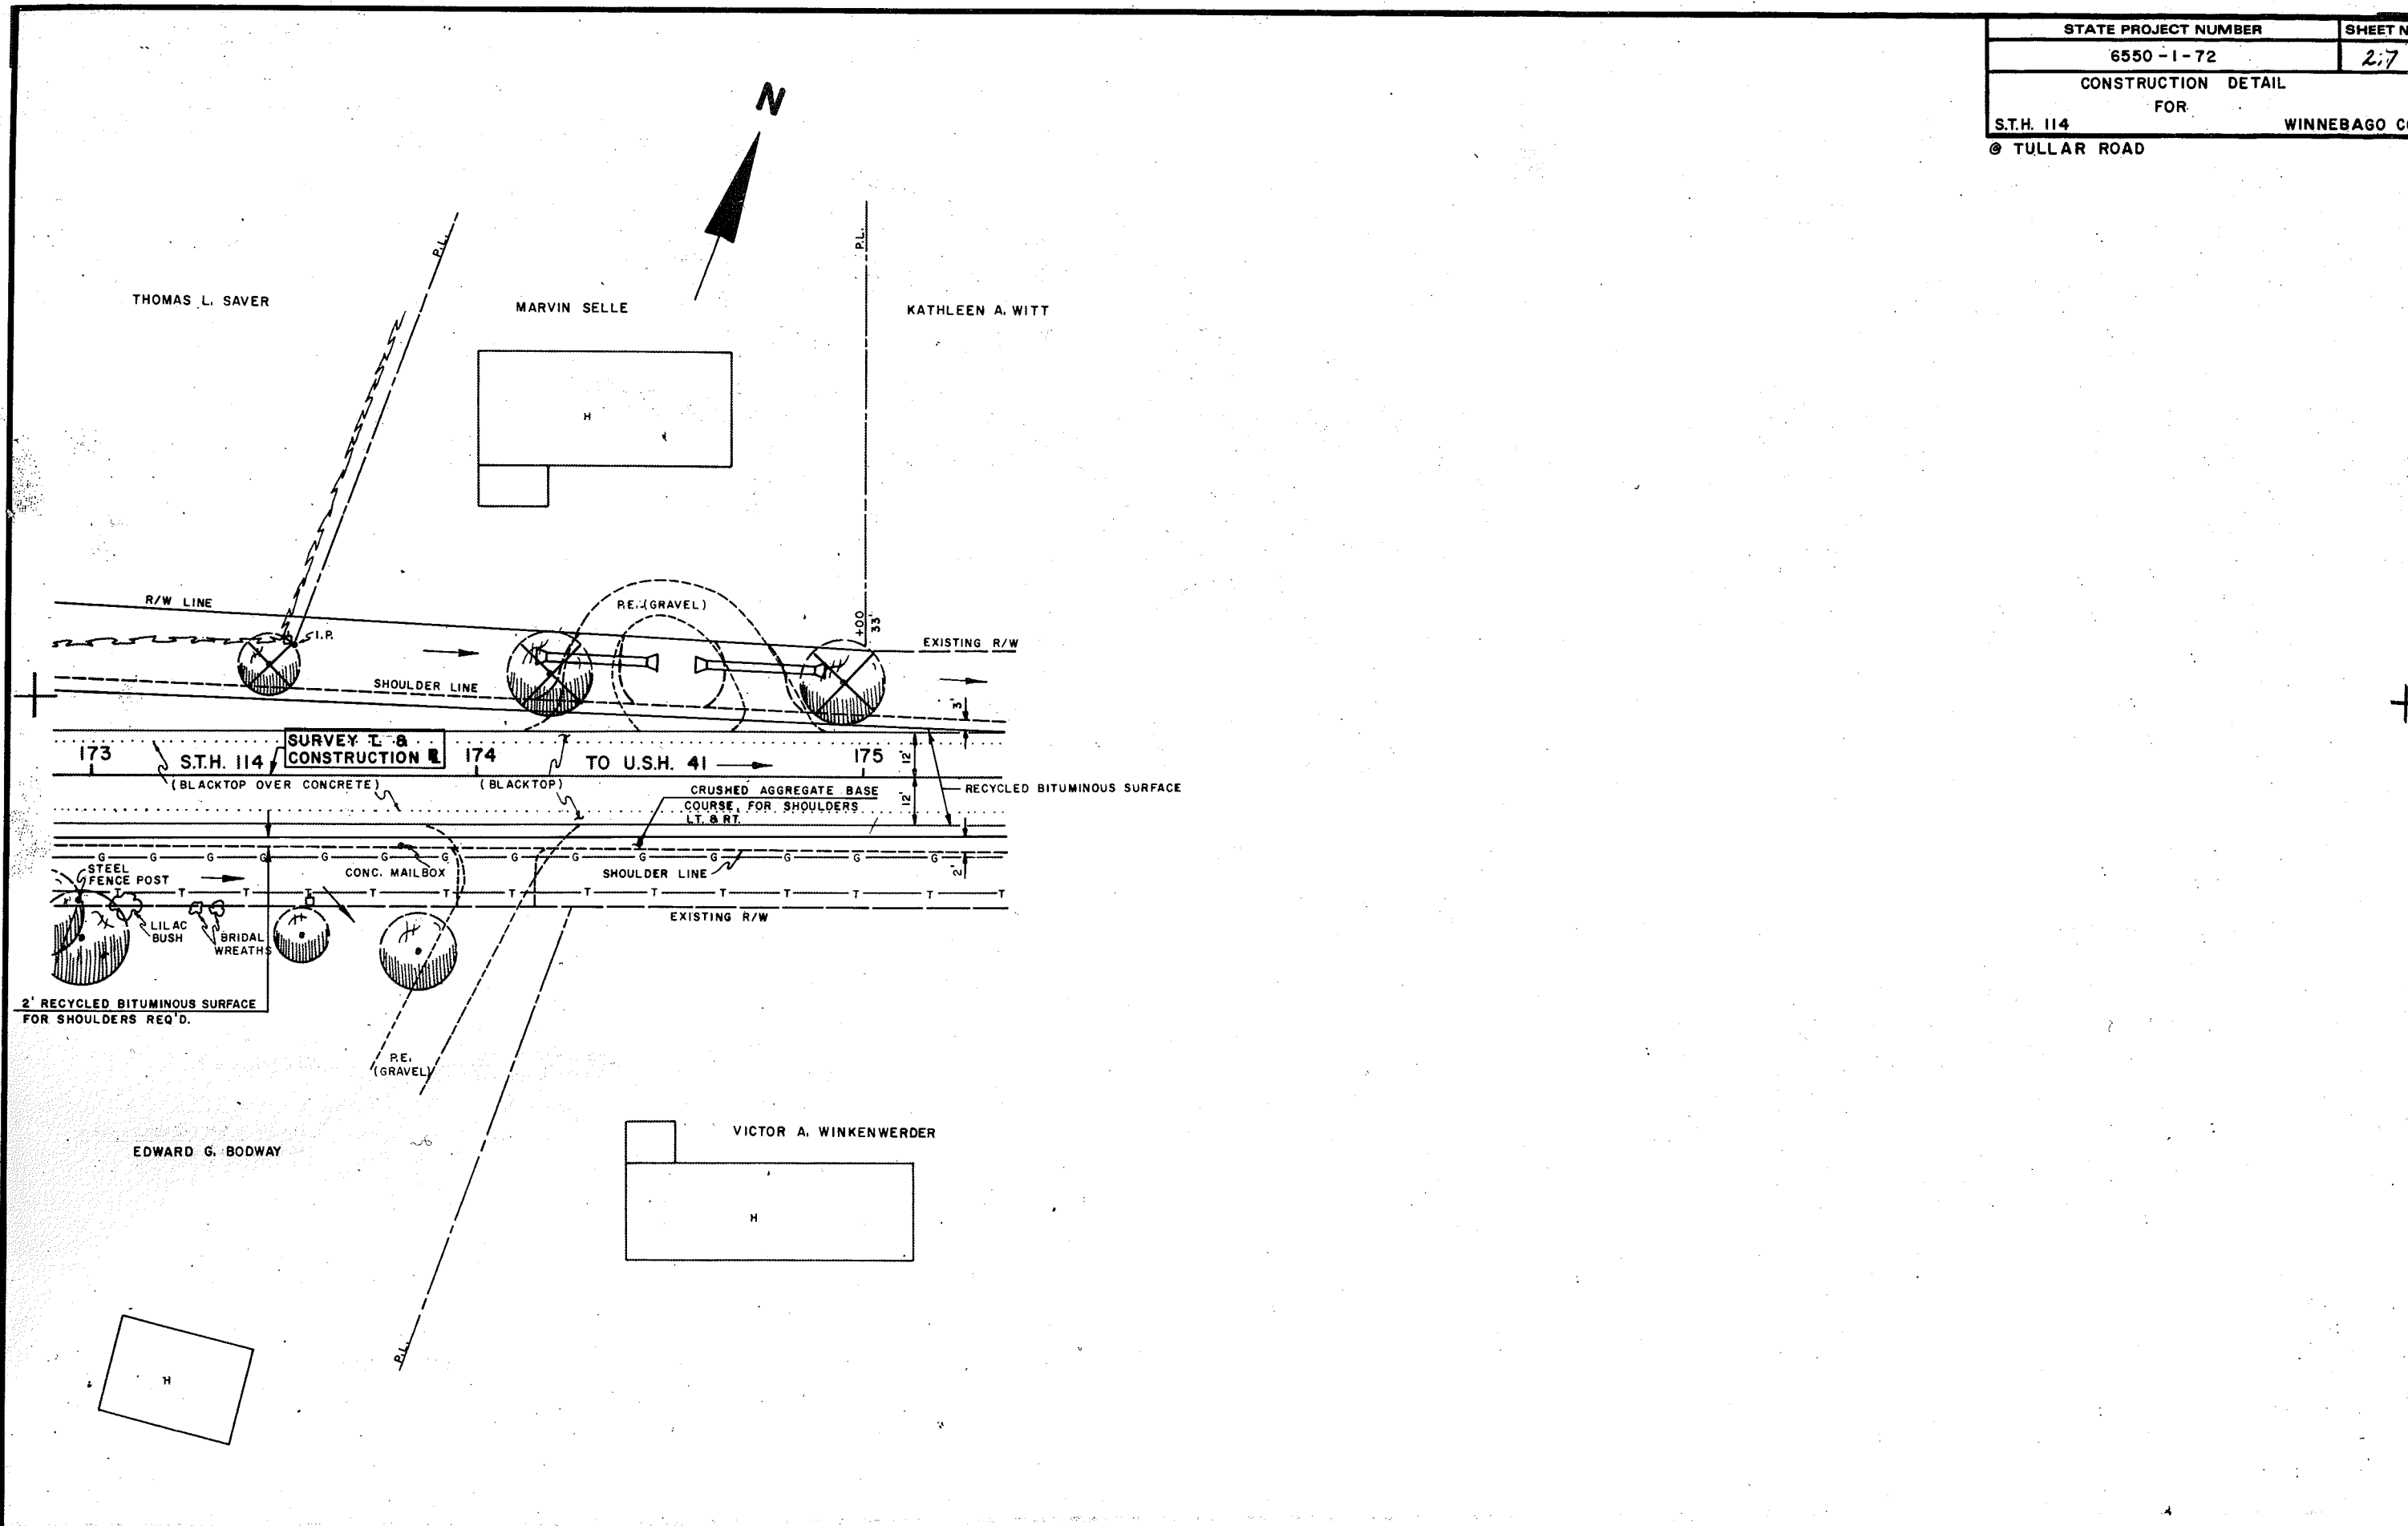 STATE PROJECT NUMBER
SHEET N
6550-1-72
2.7
CONSTRUCTION DETAIL
FOR
S.T.H. 114
WINNEBAGO C
@ TULLAR ROAD
N
P.L.
P.L.
THOMAS L. SAVER
MARVIN SELLE
KATHLEEN A. WITT
H
R/W LINE
P.E. (GRAVEL)
I.P.
+00
33'
EXISTING R/W
SHOULDER LINE
3'
173
S.T.H. 114
SURVEY &
CONSTRUCTION
174
TO U.S.H. 41
175
12'
(BLACKTOP OVER CONCRETE)
(BLACKTOP)
CRUSHED AGGREGATE BASE
COURSE, FOR SHOULDERS
LT. & RT.
12'
RECYCLED BITUMINOUS SURFACE
G G G G G G G G G G G G G G
STEEL
FENCE POST
CONC. MAILBOX
SHOULDER LINE
2'
T T T T T T T T T T T T T T
EXISTING R/W
LILAC
BUSH
BRIDAL
WREATHS
2' RECYCLED BITUMINOUS SURFACE
FOR SHOULDERS REQ'D.
P.E.
(GRAVEL)
EDWARD G. BODWAY
VICTOR A. WINKENWERDER
H
P.L.
H